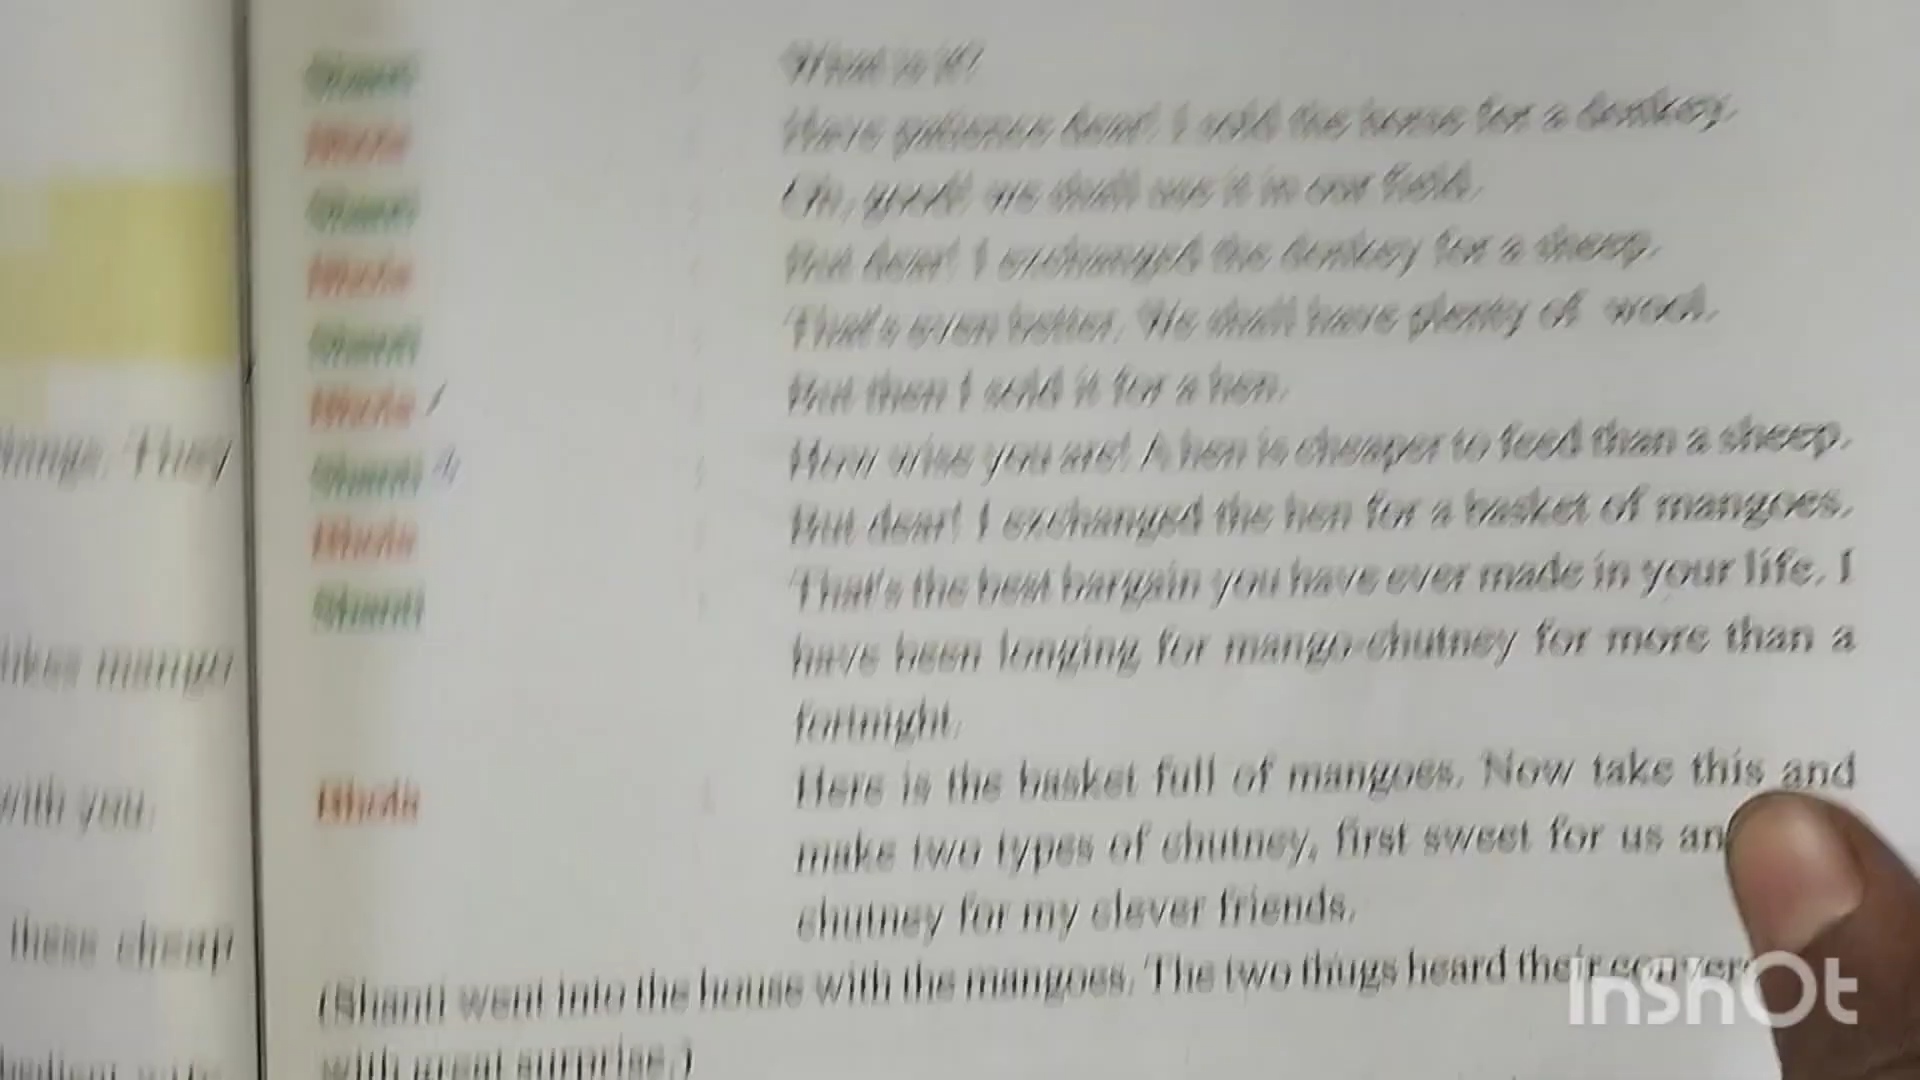 Shanti : What is it?
Bhola : Have patience dear! I sold the horse for a donkey.
Shanti : Oh, good! we shall use it in our fields.
Bhola : But dear! I exchanged the donkey for a sheep.
Shanti : That's even better. We shall have plenty of wool.
Bhola : But then I sold it for a hen.
Shanti : How wise you are! A hen is cheaper to feed than a sheep.
Bhola : But dear! I exchanged the hen for a basket of mangoes.
Shanti : That's the best bargain you have ever made in your life. I
have been longing for mango-chutney for more than a
fortnight.
Bhola : Here is the basket full of mangoes. Now take this and
make two types of chutney, first sweet for us an
chutney for my clever friends.
(Shanti went into the house with the mangoes. The two thugs heard their conver
with great surprise.)
They
likes mango
with you.
these cheap
InShOt